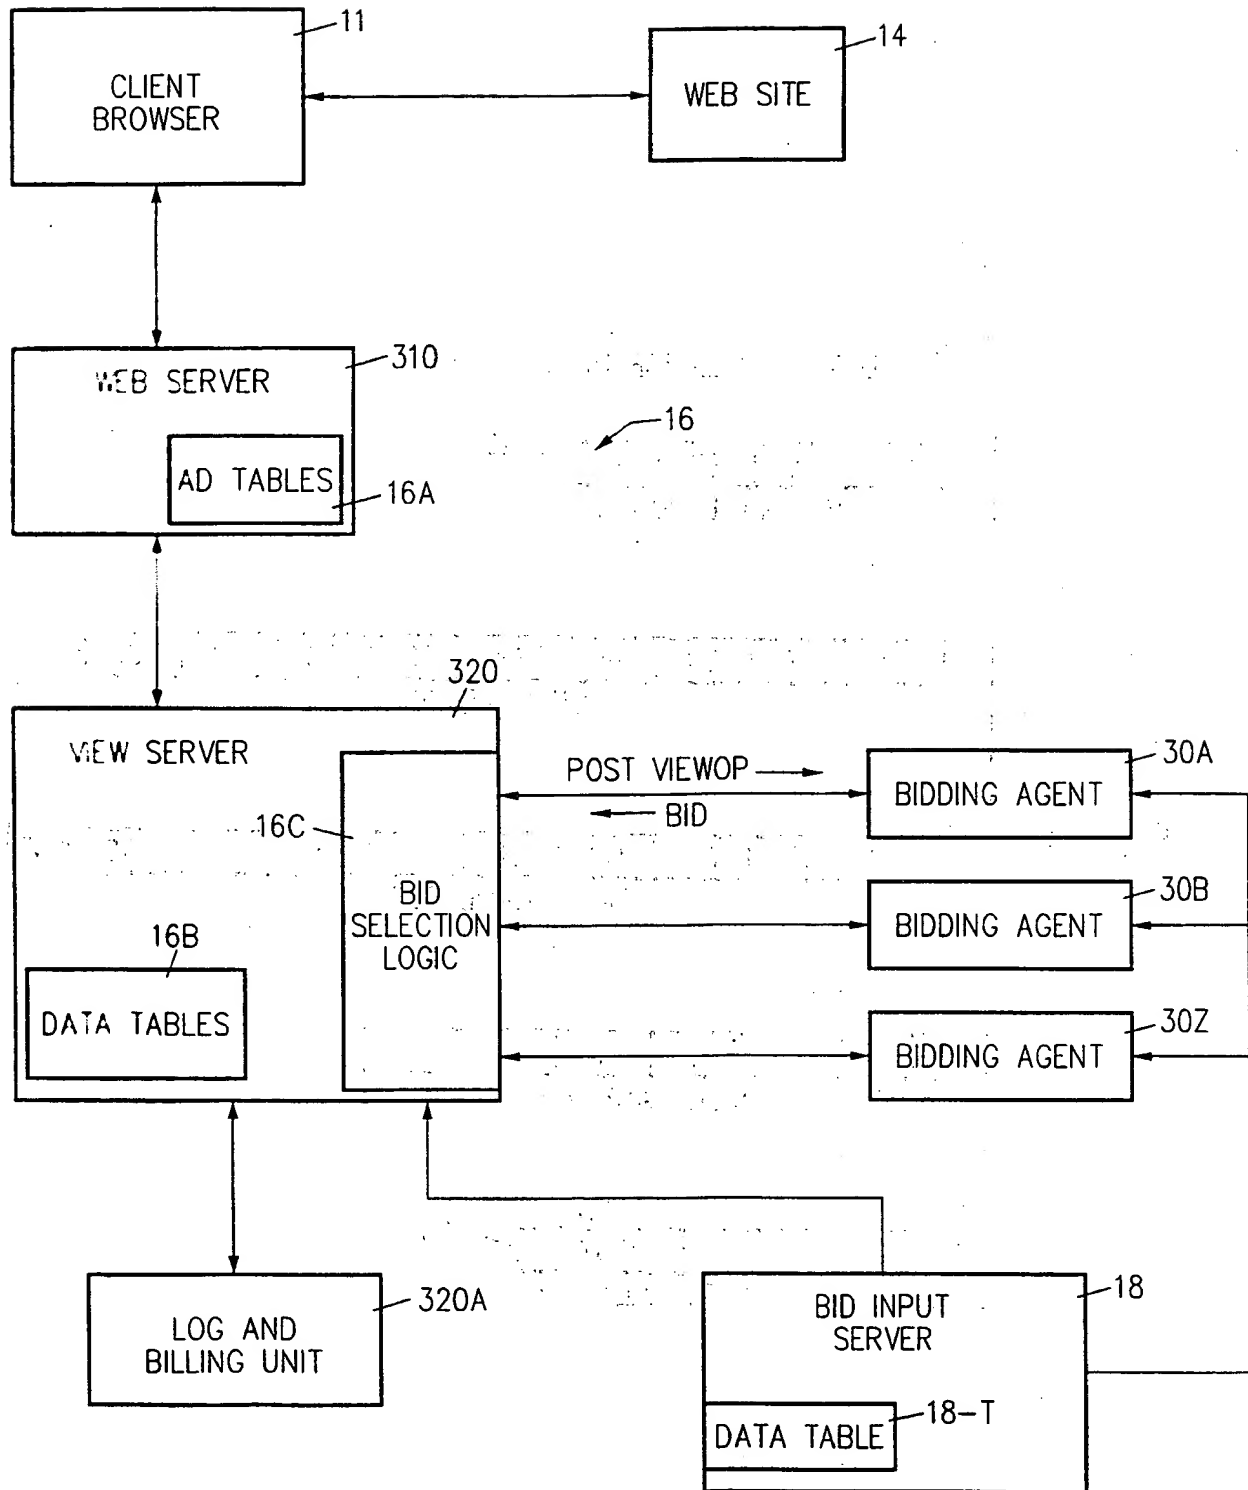 11
CLIENT
BROWSER
14
WEB SITE
310
WEB SERVER
16
AD TABLES
16A
320
VIEW SERVER
POST VIEWOP
BID
30A
BIDDING AGENT
16C
BID
SELECTION
LOGIC
30B
BIDDING AGENT
16B
DATA TABLES
30Z
BIDDING AGENT
320A
LOG AND
BILLING UNIT
18
BID INPUT
SERVER
18-T
DATA TABLE